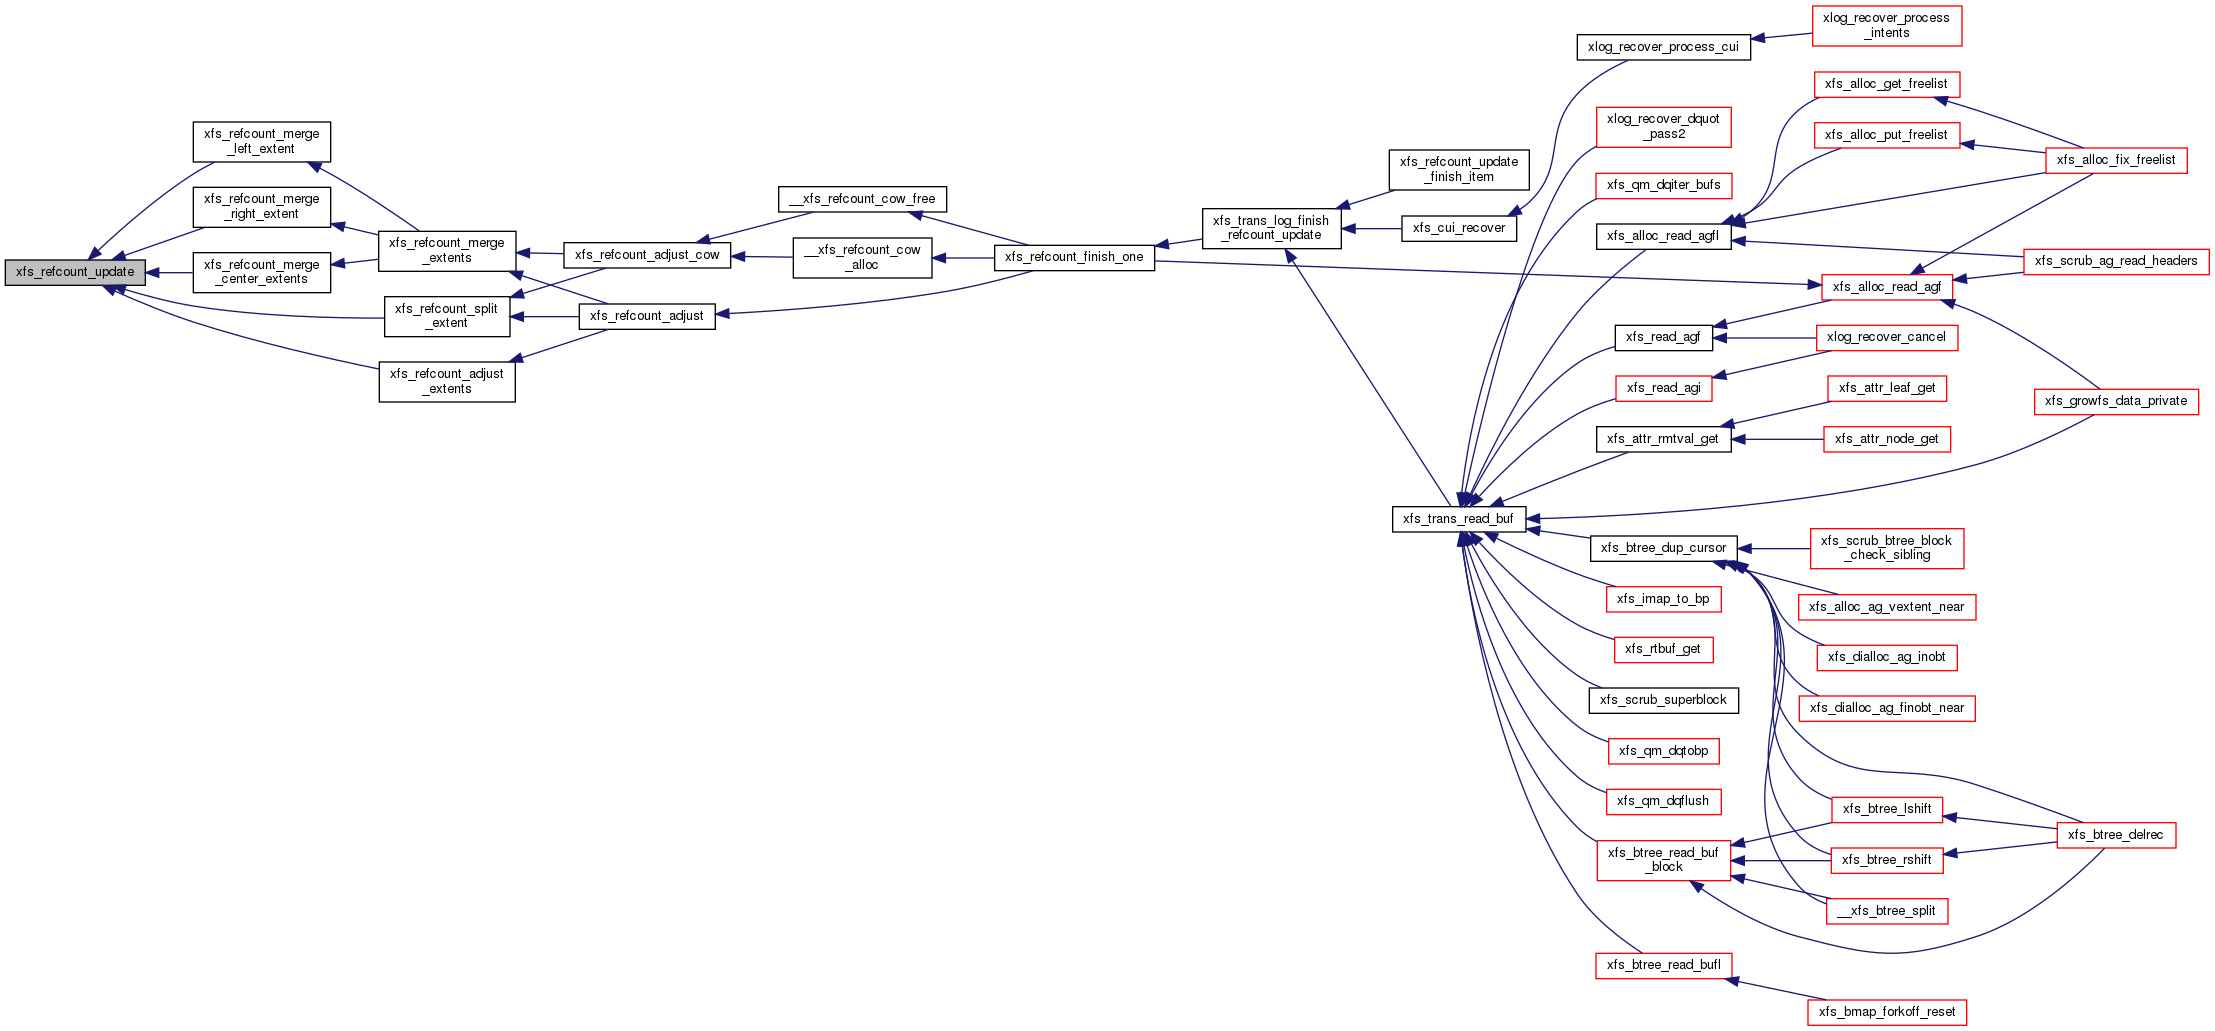 xfs_refcount_update
xfs_refcount_merge
_left_extent
xfs_refcount_merge
_right_extent
xfs_refcount_merge
_center_extents
xfs_refcount_split
_extent
xfs_refcount_adjust
_extents
xfs_refcount_merge
_extents
xfs_refcount_adjust_cow
xfs_refcount_adjust
__xfs_refcount_cow_free
__xfs_refcount_cow
_alloc
xfs_refcount_finish_one
xfs_trans_log_finish
_refcount_update
xfs_refcount_update
_finish_item
xfs_cui_recover
xfs_trans_read_buf
xlog_recover_process_cui
xlog_recover_process
_intents
xlog_recover_dquot
_pass2
xfs_qm_dqiter_bufs
xfs_alloc_read_agfl
xfs_read_agf
xfs_read_agi
xfs_attr_rmtval_get
xfs_btree_dup_cursor
xfs_imap_to_bp
xfs_rtbuf_get
xfs_scrub_superblock
xfs_qm_dqtobp
xfs_qm_dqflush
xfs_btree_read_buf
_block
xfs_btree_read_bufl
xfs_alloc_get_freelist
xfs_alloc_put_freelist
xfs_alloc_fix_freelist
xfs_scrub_ag_read_headers
xfs_alloc_read_agf
xlog_recover_cancel
xfs_attr_leaf_get
xfs_growfs_data_private
xfs_attr_node_get
xfs_scrub_btree_block
_check_sibling
xfs_alloc_ag_vextent_near
xfs_dialloc_ag_inobt
xfs_dialloc_ag_finobt_near
xfs_btree_lshift
xfs_btree_delrec
xfs_btree_rshift
__xfs_btree_split
xfs_bmap_forkoff_reset